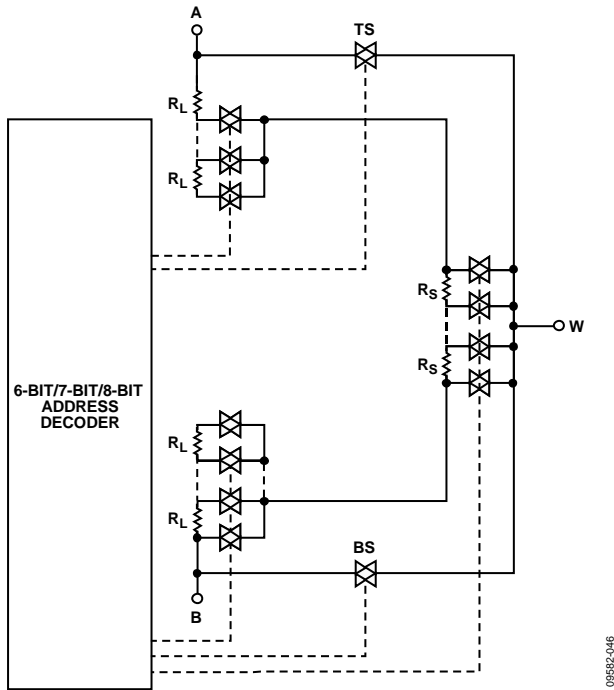 A
TS
RL
RL
RS
W
RS
6-BIT/7-BIT/8-BIT
ADDRESS
DECODER
RL
RL
BS
B
09582-046